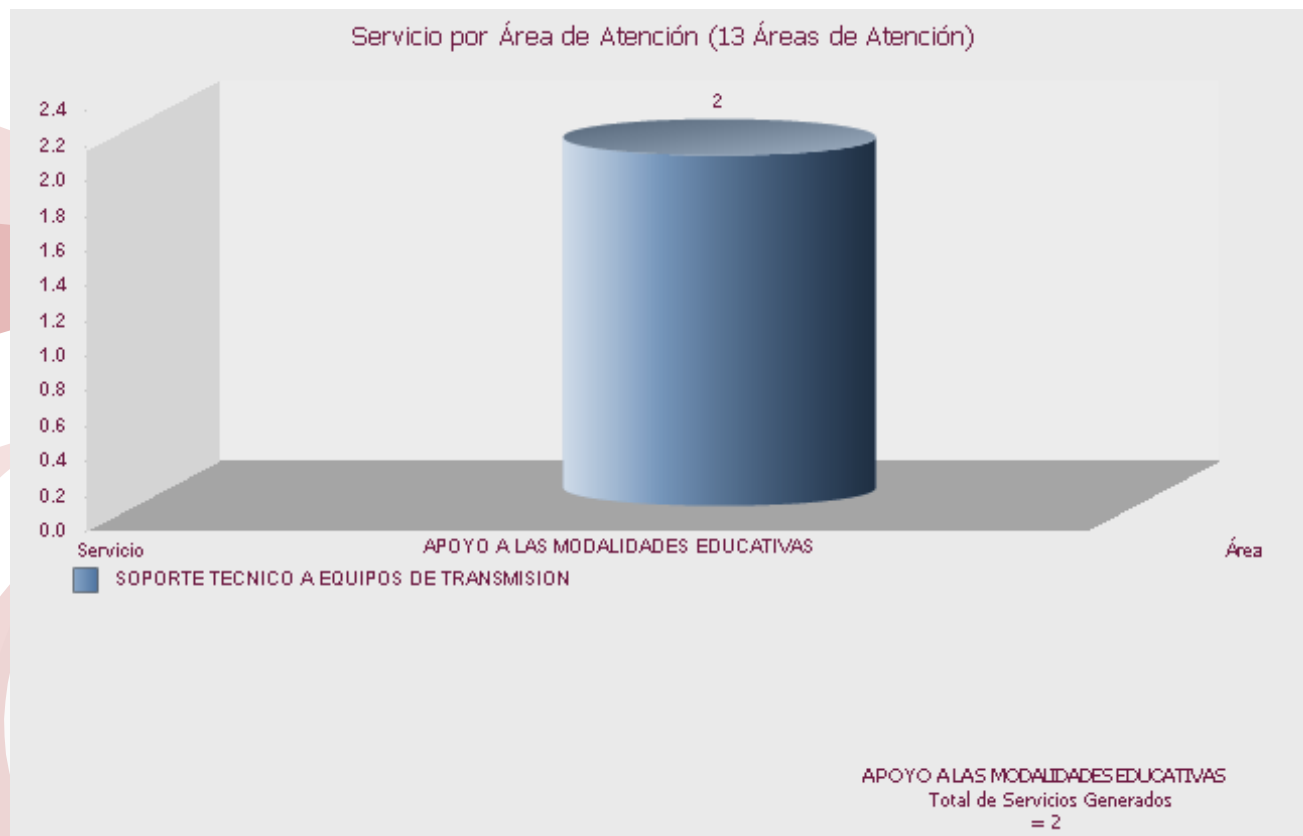 Servicio por Área de Atención (13 Áreas de Atención)
2
2.4
2.2
2.0
1.8
1.6
1.4
1.2
1.0
0.8
0.6
0.4
0.2
0.0
Servicio
APOYO A LAS MODALIDADES EDUCATIVAS
Área
SOPORTE TECNICO A EQUIPOS DE TRANSMISION
APOYO A LAS MODALIDADES EDUCATIVAS
Total de Servicios Generados
= 2